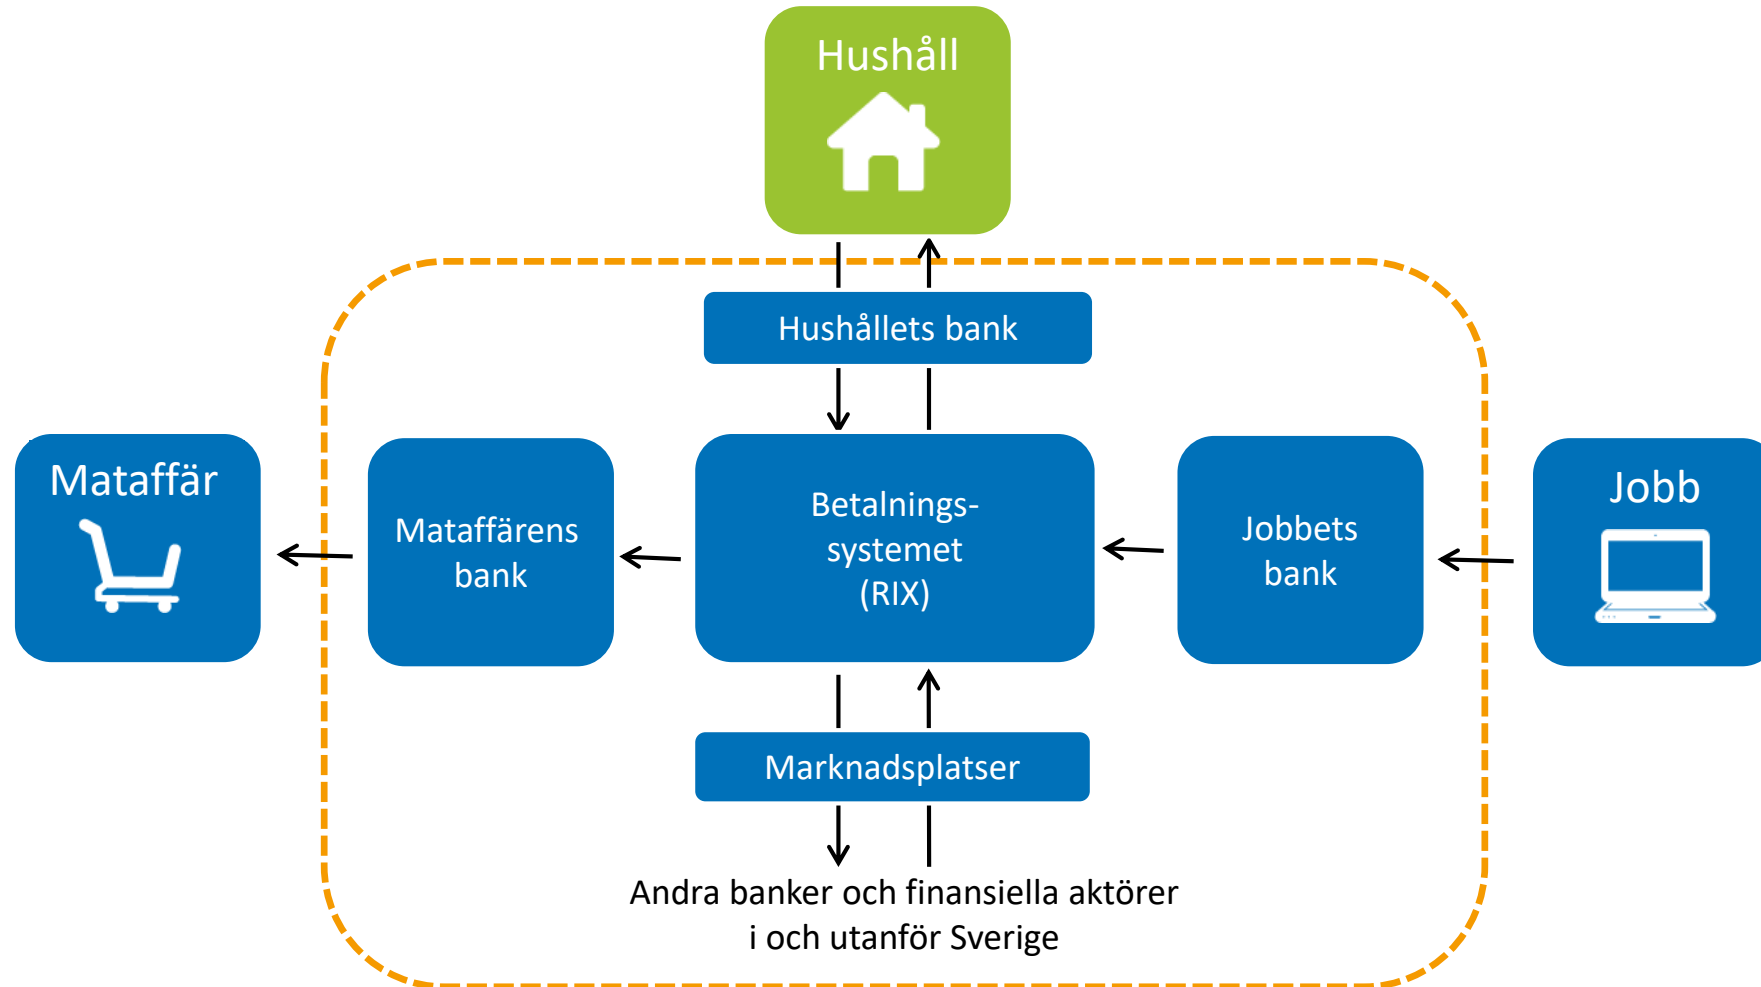 Hushåll
Hushållets bank
Mataffär
Mataffärens
bank
Betalnings-
systemet
(RIX)
Jobbets
bank
Jobb
Marknadsplatser
Andra banker och finansiella aktörer
i och utanför Sverige